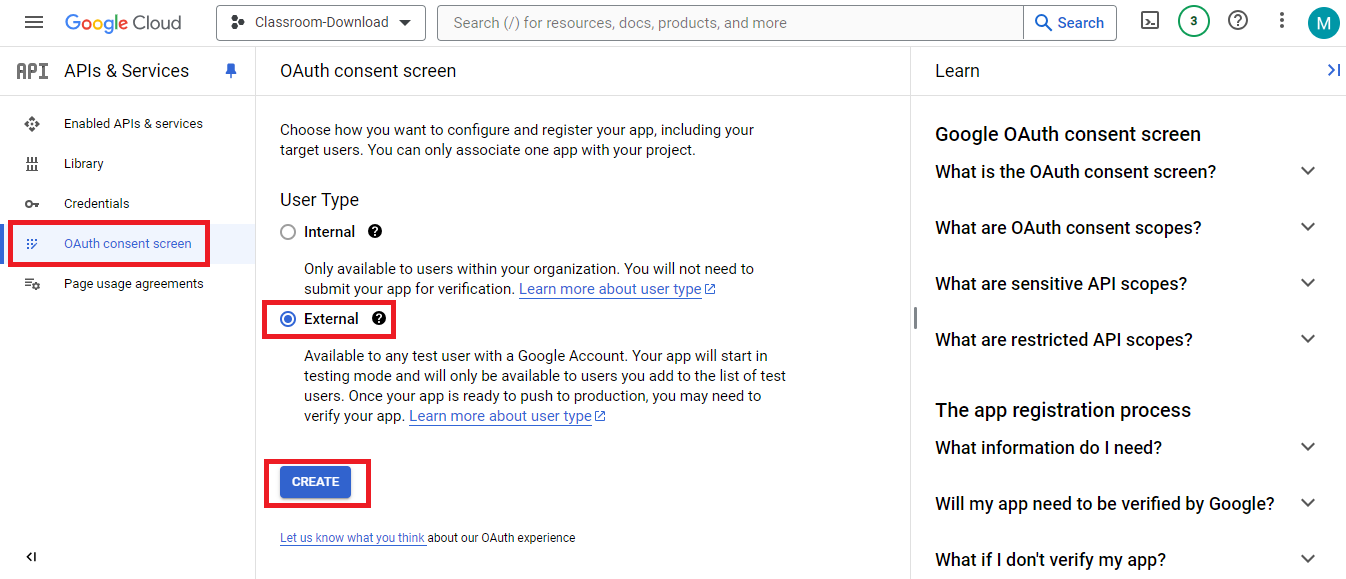 Google Cloud
Classroom-Download
Search (/) for resources, docs, products, and more
Search
3
M
API APIs & Services
Enabled APIs & services
Library
Credentials
OAuth consent screen
Page usage agreements
OAuth consent screen
Choose how you want to configure and register your app, including your
target users. You can only associate one app with your project.
User Type
Internal
Only available to users within your organization. You will not need to
submit your app for verification. Learn more about user type
External
Available to any test user with a Google Account. Your app will start in
testing mode and will only be available to users you add to the list of test
users. Once your app is ready to push to production, you may need to
verify your app. Learn more about user type
CREATE
Let us know what you think about our OAuth experience
Learn
Google OAuth consent screen
What is the OAuth consent screen?
What are OAuth consent scopes?
What are sensitive API scopes?
What are restricted API scopes?
The app registration process
What information do I need?
Will my app need to be verified by Google?
What if I don't verify my app?